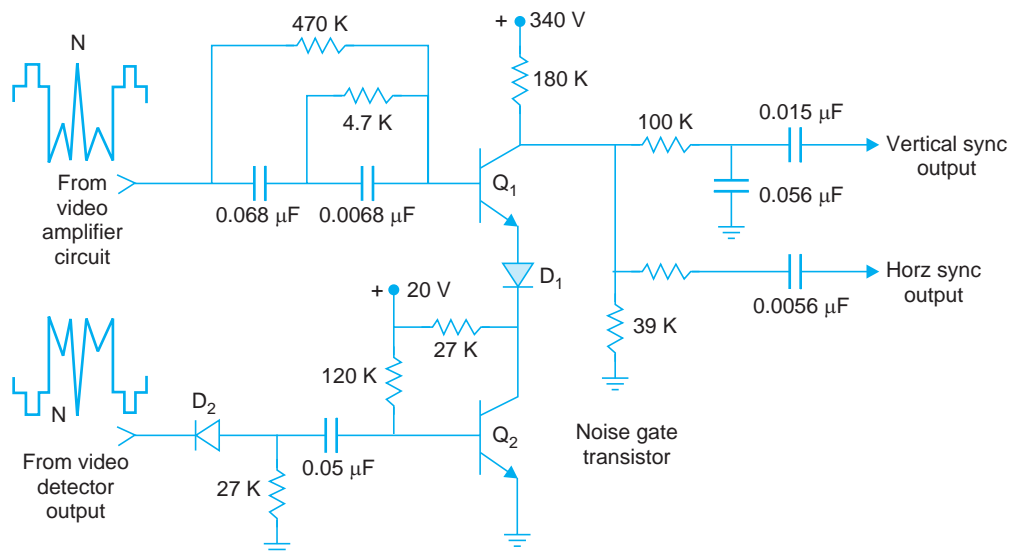 N
470 K
+ 340 V
180 K
4.7 K
100 K
0.015 μF
Vertical sync
output
From
video
amplifier
circuit
0.068 μF
0.0068 μF
Q1
0.056 μF
D1
Horz sync
output
0.0056 μF
39 K
+ 20 V
27 K
120 K
N
D2
From video
detector
output
0.05 μF
27 K
Q2
Noise gate
transistor